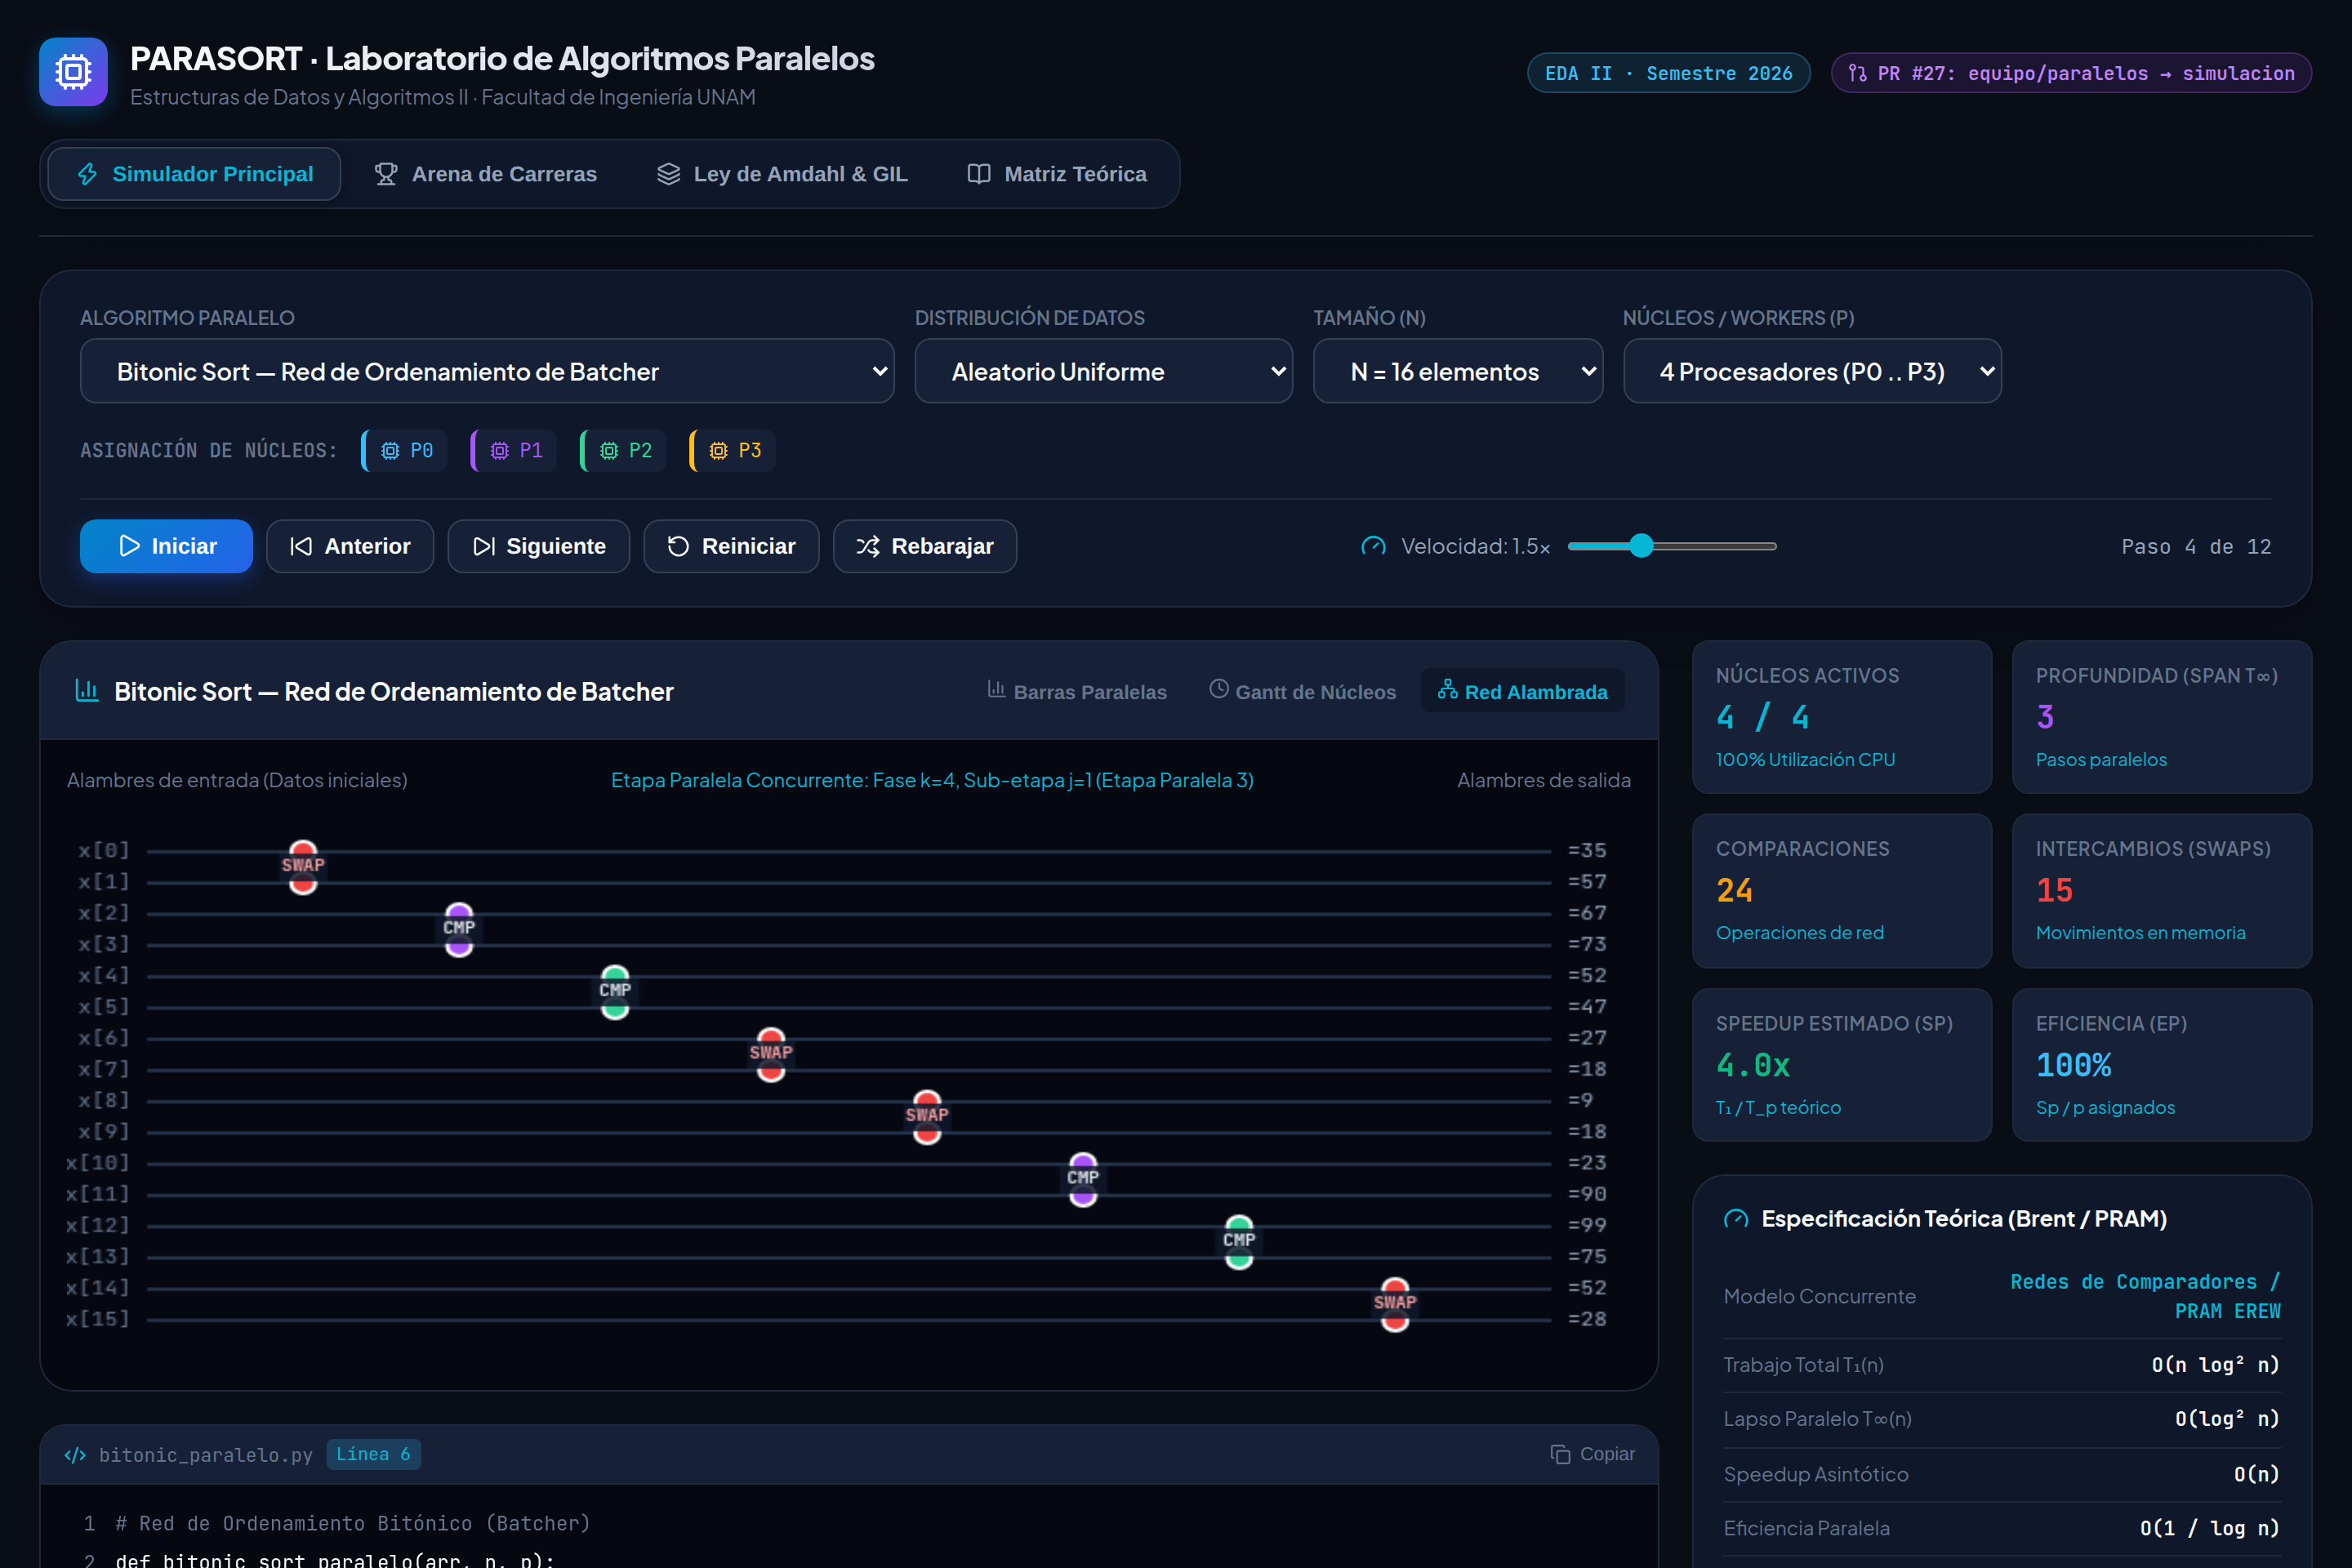 PARASORT · Laboratorio de Algoritmos Paralelos
Estructuras de Datos y Algoritmos II · Facultad de Ingeniería UNAM
EDA II · Semestre 2026
PR #27: equipo/paralelos → simulacion
Simulador Principal
Arena de Carreras
Ley de Amdahl & GIL
Matriz Teórica
ALGORITMO PARALELO
DISTRIBUCIÓN DE DATOS
TAMAÑO (N)
NÚCLEOS / WORKERS (P)
Bitonic Sort — Red de Ordenamiento de Batcher
Aleatorio Uniforme
N = 16 elementos
4 Procesadores (P0 .. P3)
ASIGNACIÓN DE NÚCLEOS:
P0
P1
P2
P3
Iniciar
Anterior
Siguiente
Reiniciar
Rebarajar
Velocidad: 1.5×
Paso 4 de 12
Bitonic Sort — Red de Ordenamiento de Batcher
Barras Paralelas
Gantt de Núcleos
Red Alambrada
Alambres de entrada (Datos iniciales)
Etapa Paralela Concurrente: Fase k=4, Sub-etapa j=1 (Etapa Paralela 3)
Alambres de salida
x[0] =35
SWAP
x[1] =57
x[2] =67
CMP
x[3] =73
x[4] =52
CMP
x[5] =47
x[6] =27
SWAP
x[7] =18
x[8] =9
SWAP
x[9] =18
x[10] =23
CMP
x[11] =90
x[12] =99
CMP
x[13] =75
x[14] =52
SWAP
x[15] =28
NÚCLEOS ACTIVOS
4 / 4
100% Utilización CPU
PROFUNDIDAD (SPAN T∞)
3
Pasos paralelos
COMPARACIONES
24
Operaciones de red
INTERCAMBIOS (SWAPS)
15
Movimientos en memoria
SPEEDUP ESTIMADO (SP)
4.0x
T₁ / T_p teórico
EFICIENCIA (EP)
100%
Sp / p asignados
Especificación Teórica (Brent / PRAM)
Modelo Concurrente
Redes de Comparadores /
PRAM EREW
Trabajo Total T₁(n)
O(n log² n)
Lapso Paralelo T∞(n)
O(log² n)
Speedup Asintótico
O(n)
Eficiencia Paralela
O(1 / log n)
bitonic_paralelo.py
Línea 6
Copiar
1 # Red de Ordenamiento Bitónico (Batcher)
2 def bitonic_sort_paralelo(arr, n, p):